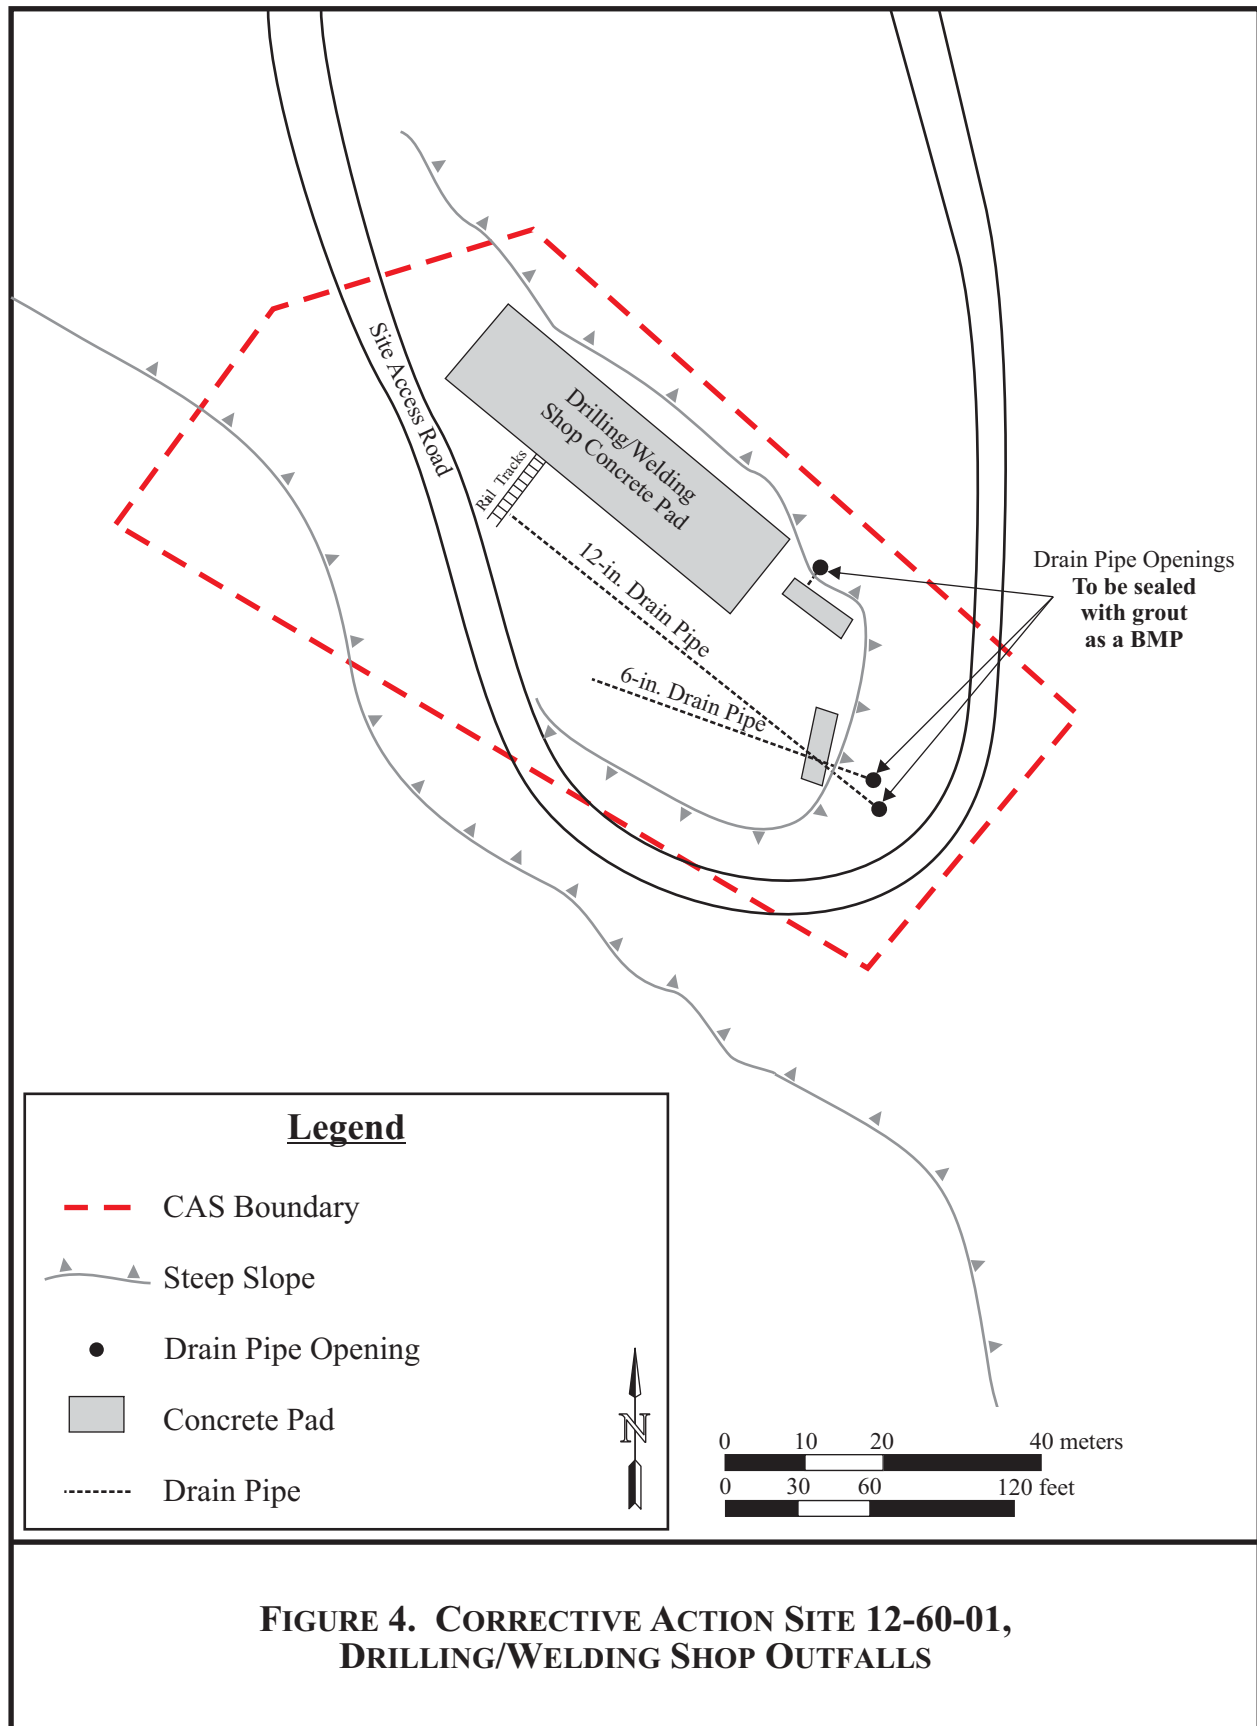 Site Access Road
Drilling/Welding
Shop Concrete Pad
Rail Tracks
12-in. Drain Pipe
6-in. Drain Pipe
Drain Pipe Openings
To be sealed
with grout
as a BMP
Legend
CAS Boundary
Steep Slope
Drain Pipe Opening
Concrete Pad
Drain Pipe
N
0 10 20 40 meters
0 30 60 120 feet
FIGURE 4. CORRECTIVE ACTION SITE 12-60-01,
DRILLING/WELDING SHOP OUTFALLS